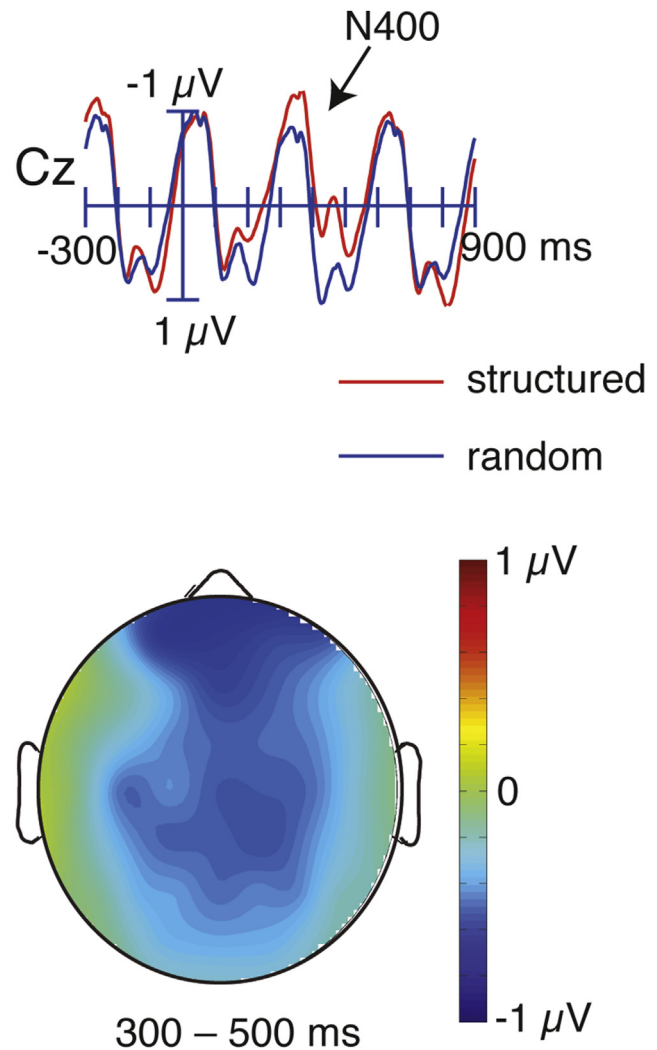 N400
-1 µV
Cz
-300
900 ms
1 µV
structured
random
1 µV
0
-1 µV
300 – 500 ms